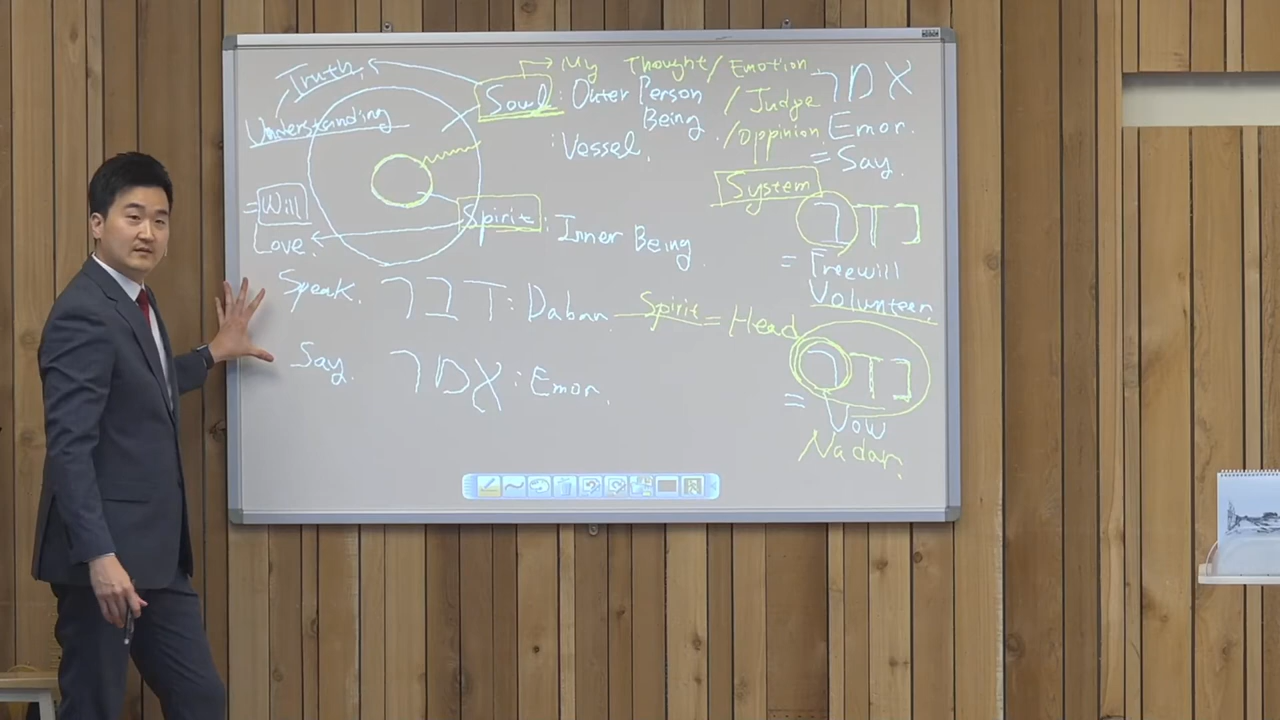 Truth
Understanding
= Will
Love.
Soul : Outer Person
Being
: Vessel.
→ My Thought / Emotion
/ Judge
/ oppinion
Spirit : Inner Being
Speak. דבר : Dabar Spirit = Head
Say. אמר : Emor.
אמר
Emor.
= Say.
System
נדר
= Freewill
Volunteer
נדר
= Vow
Nadar.